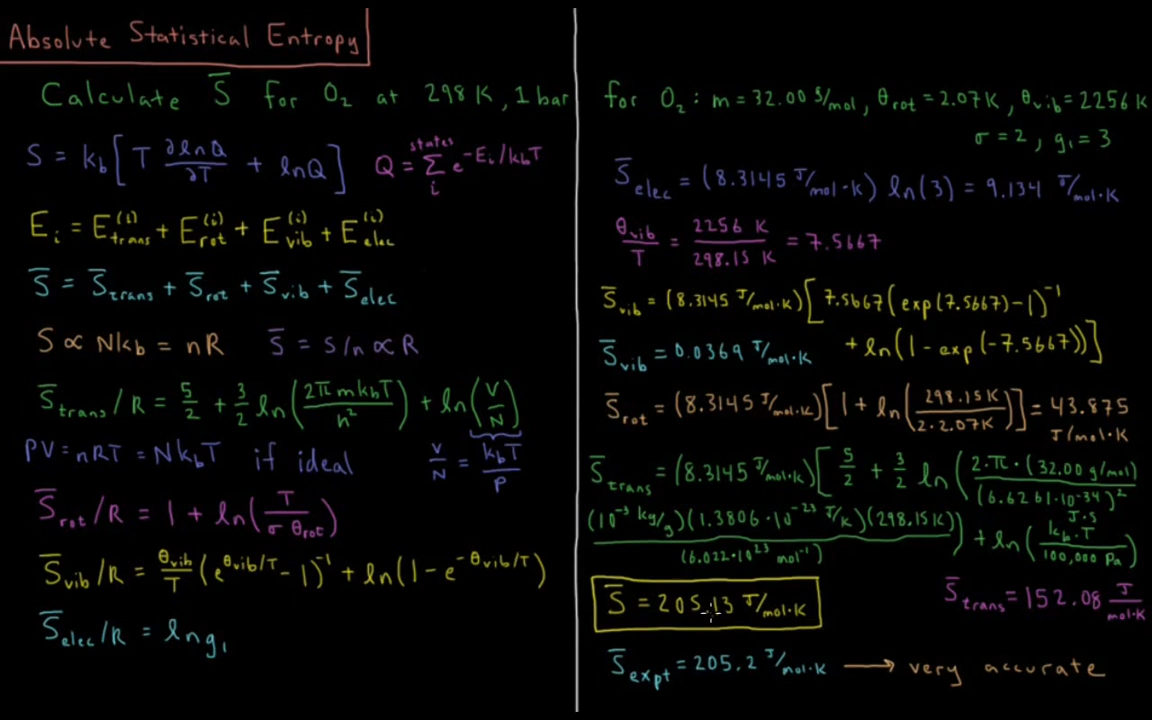 Absolute Statistical Entropy
Calculate S̅ for O₂ at 298 K, 1 bar
S = k_b [T ∂lnQ/∂T + lnQ]   Q = Σ_i^states e^(-E_i/k_bT)
E_i = E_trans^(i) + E_rot^(i) + E_vib^(i) + E_elec^(i)
S̅ = S̅_trans + S̅_rot + S̅_vib + S̅_elec
S ∝ Nk_b = nR   S̅ = S/n ∝ R
S̅_trans/R = 5/2 + 3/2 ln(2πmk_bT/h²) + ln(V/N)
PV = nRT = Nk_bT if ideal   V/N = k_bT/P
S̅_rot/R = 1 + ln(T/σθ_rot)
S̅_vib/R = θ_vib/T (e^(θ_vib/T) - 1)^-1 + ln(1 - e^(-θ_vib/T))
S̅_elec/R = ln g₁
for O₂: m = 32.00 g/mol, θ_rot = 2.07 K, θ_vib = 2256 K
σ = 2, g₁ = 3
S̅_elec = (8.3145 J/mol·K) ln(3) = 9.134 J/mol·K
θ_vib/T = 2256 K/298.15 K = 7.5667
S̅_vib = (8.3145 J/mol·K)[7.5667(exp(7.5667) - 1)^-1
+ ln(1 - exp(-7.5667))]
S̅_vib = 0.0369 J/mol·K
S̅_rot = (8.3145 J/mol·K)[1 + ln(298.15K/2·2.07K)] = 43.875
J/mol·K
S̅_trans = (8.3145 J/mol·K)[5/2 + 3/2 ln(2·π·(32.00 g/mol)/(6.6261·10^-34 J·s)²
(10^-3 kg/g)(1.3806·10^-23 J/K)(298.15K)/(6.022·10^23 mol^-1)) + ln(k_b·T/100,000 Pa)
S̅ = 205.13 J/mol·K
S̅_trans = 152.08 J/mol·K
S̅_expt = 205.2 J/mol·K → very accurate